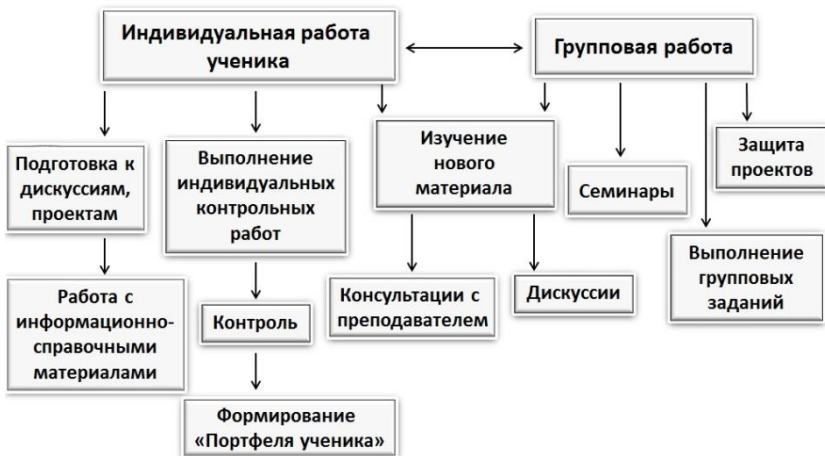 Индивидуальная работа
ученика
Групповая работа
Подготовка к
дискуссиям,
проектам
Выполнение
индивидуальных
контрольных
работ
Изучение
нового
материала
Семинары
Защита
проектов
Работа с
информационно-
справочными
материалами
Контроль
Консультации с
преподавателем
Дискуссии
Выполнение
групповых
заданий
Формирование
«Портфеля ученика»